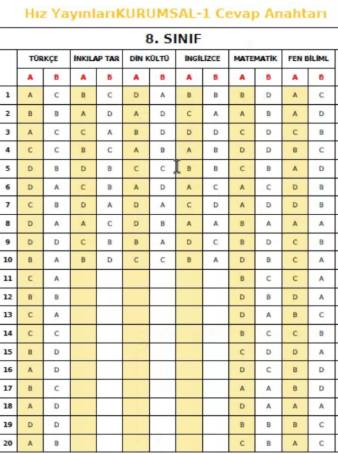 Hız YayınlarıKURUMSAL-1 Cevap Anahtarı
8. SINIF
TÜRKÇE İNKILAP TAR DİN KÜLTÜ İNGİLİZCE MATEMATİK FEN BİLİML
A B A B A B A B A B A B
1 A C B C D A B B B D A C
2 B B A D A D C A A B A D
3 A C C A B D D D C D C B
4 C C B C A B A B D D B C
5 D B D B C C B B C B A D
6 D A C B A D A C A C D B
7 C B D A D A C D A D D B
8 D A A C D B A A B A A A
9 D D C B B A D C B D C B
10 B A B D C C B A D B C A
11 C A B C C A
12 B B D B D A
13 C A D A B C
14 C C B C C B
15 B D C D D A
16 A D D C B D
17 B C A A B D
18 A D D A A A
19 D D B B B C
20 A B C B A C